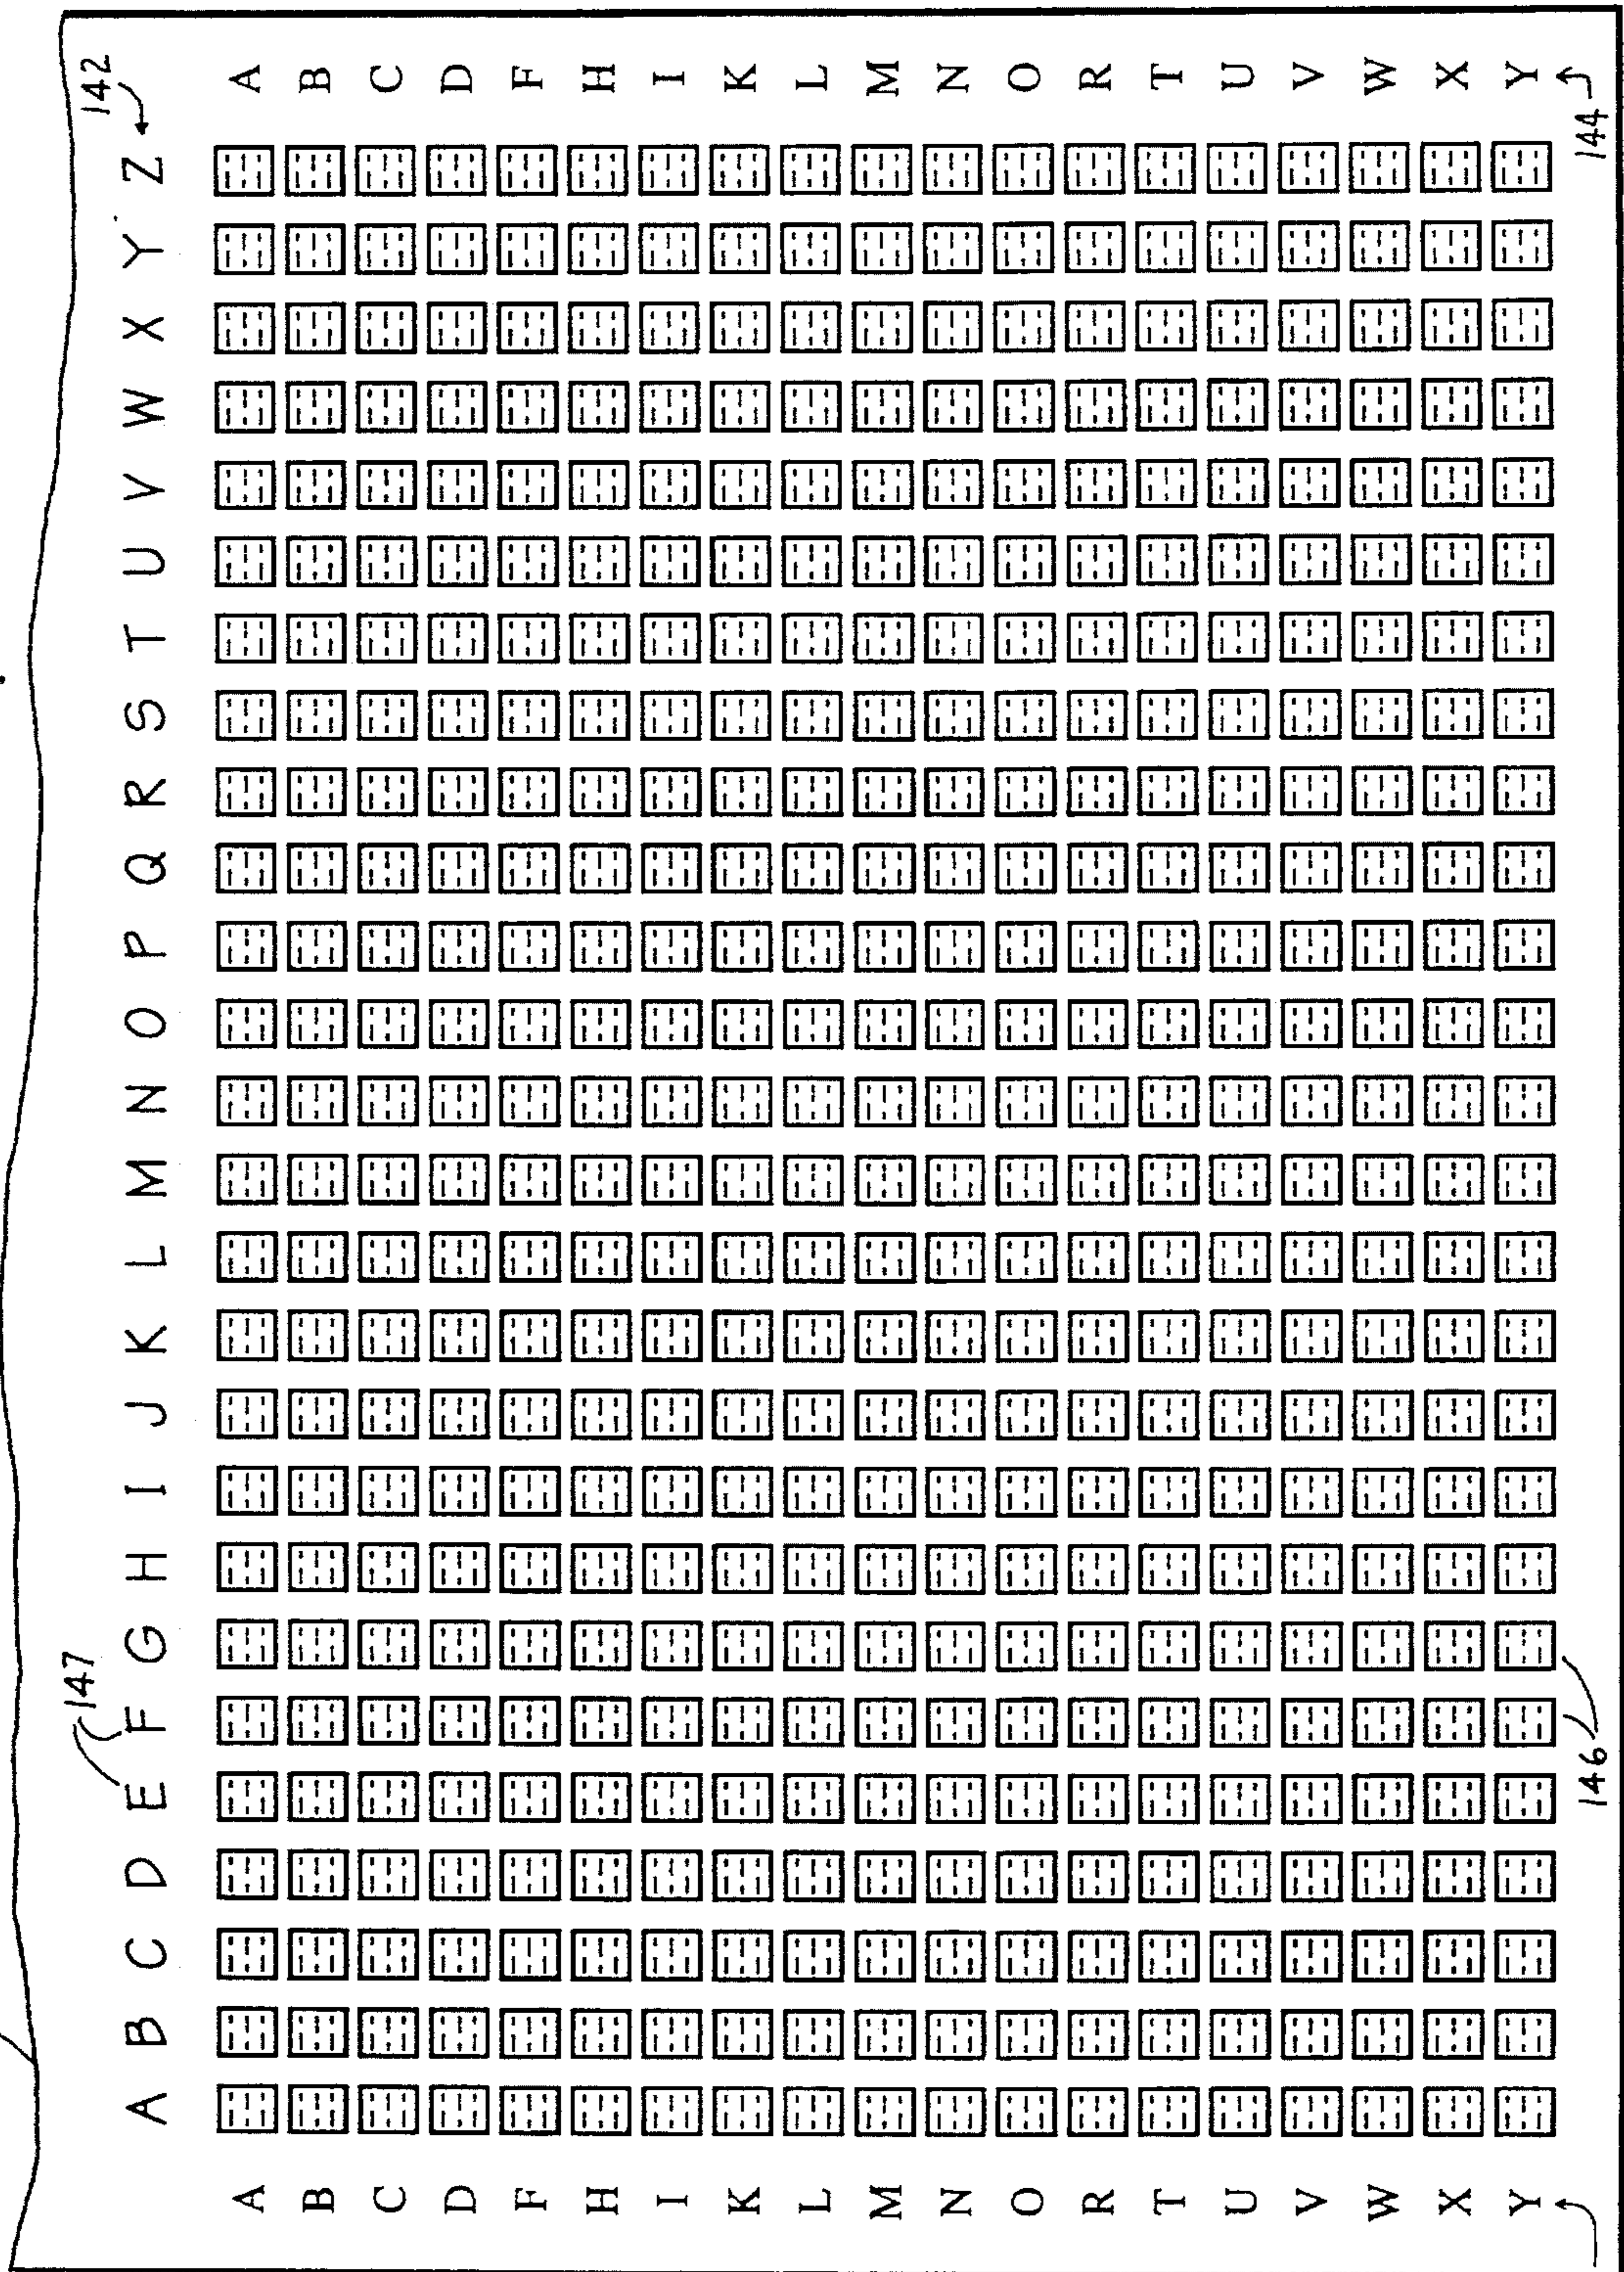 147 142
A B C D E F G H I J K L M N O P Q R S T U V W X Y Z
A A
B B
C C
D D
F F
H H
I I
K K
L L
M M
N N
O O
R R
T T
U U
V V
W W
X X
Y Y
146 144